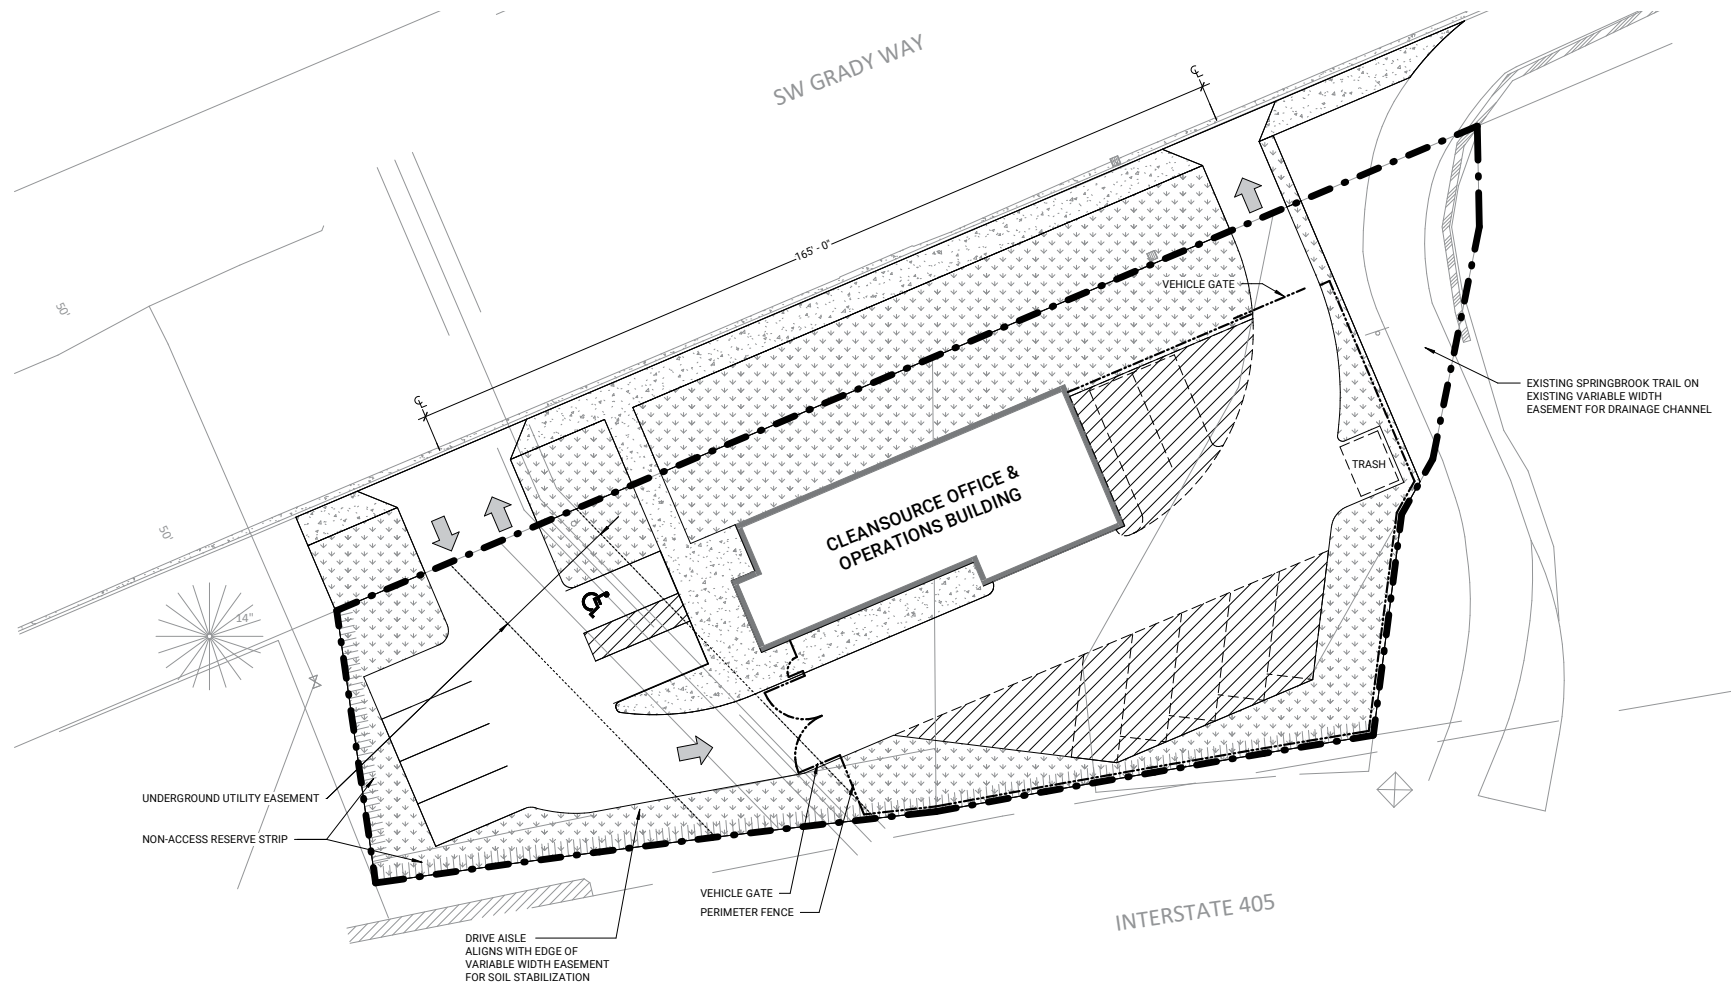 SW GRADY WAY
℄
℄
165' - 0"
VEHICLE GATE
50'
EXISTING SPRINGBROOK TRAIL ON
EXISTING VARIABLE WIDTH
EASEMENT FOR DRAINAGE CHANNEL
TRASH
CLEANSOURCE OFFICE &
OPERATIONS BUILDING
50'
14"
UNDERGROUND UTILITY EASEMENT
NON-ACCESS RESERVE STRIP
VEHICLE GATE
PERIMETER FENCE
INTERSTATE 405
DRIVE AISLE
ALIGNS WITH EDGE OF
VARIABLE WIDTH EASEMENT
FOR SOIL STABILIZATION